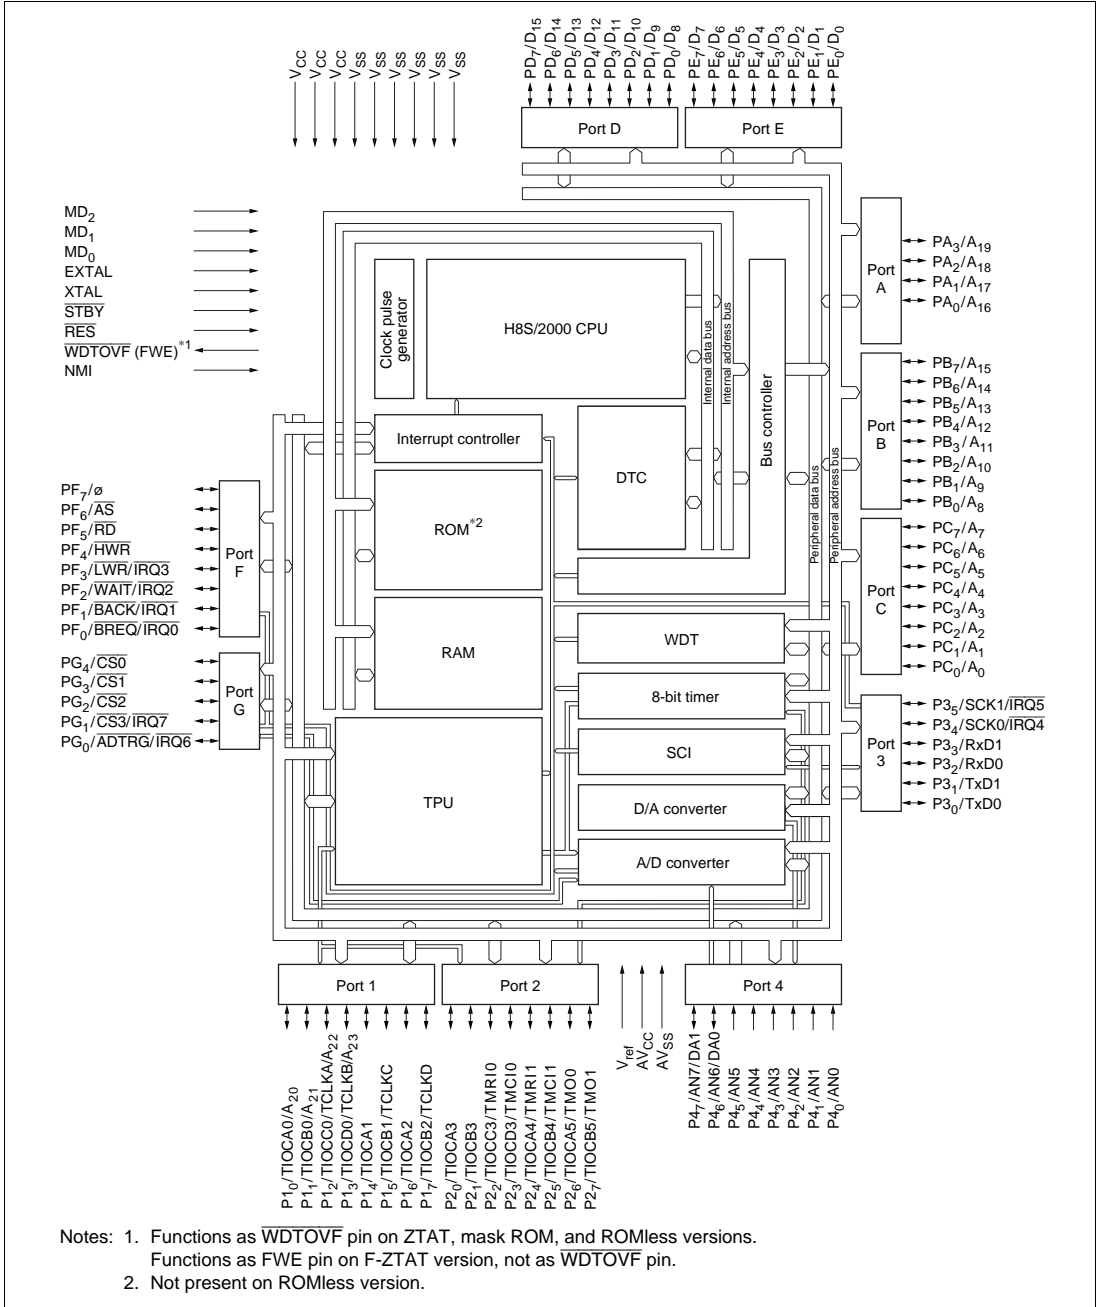 VCC
VCC
VCC
VSS
VSS
VSS
VSS
VSS
VSS
PD7/D15
PD6/D14
PD5/D13
PD4/D12
PD3/D11
PD2/D10
PD1/D9
PD0/D8
PE7/D7
PE6/D6
PE5/D5
PE4/D4
PE3/D3
PE2/D2
PE1/D1
PE0/D0
Port D
Port E
MD2
MD1
MD0
EXTAL
XTAL
STBY
RES
WDTOVF (FWE)*1
NMI
Clock pulse generator
H8S/2000 CPU
Internal data bus
Internal address bus
Bus controller
Peripheral data bus
Peripheral address bus
Port A
PA3/A19
PA2/A18
PA1/A17
PA0/A16
Port B
PB7/A15
PB6/A14
PB5/A13
PB4/A12
PB3/A11
PB2/A10
PB1/A9
PB0/A8
Interrupt controller
DTC
ROM*2
RAM
PF7/ø
PF6/AS
PF5/RD
PF4/HWR
PF3/LWR/IRQ3
PF2/WAIT/IRQ2
PF1/BACK/IRQ1
PF0/BREQ/IRQ0
Port F
PG4/CS0
PG3/CS1
PG2/CS2
PG1/CS3/IRQ7
PG0/ADTRG/IRQ6
Port G
Port C
PC7/A7
PC6/A6
PC5/A5
PC4/A4
PC3/A3
PC2/A2
PC1/A1
PC0/A0
WDT
8-bit timer
SCI
D/A converter
A/D converter
TPU
Port 3
P35/SCK1/IRQ5
P34/SCK0/IRQ4
P33/RxD1
P32/RxD0
P31/TxD1
P30/TxD0
Port 1
Port 2
Port 4
P10/TIOCA0/A20
P11/TIOCB0/A21
P12/TIOCC0/TCLKA/A22
P13/TIOCD0/TCLKB/A23
P14/TIOCA1
P15/TIOCB1/TCLKC
P16/TIOCA2
P17/TIOCB2/TCLKD
P20/TIOCA3
P21/TIOCB3
P22/TIOCC3/TMRI0
P23/TIOCD3/TMCI0
P24/TIOCA4/TMRI1
P25/TIOCB4/TMCI1
P26/TIOCA5/TMO0
P27/TIOCB5/TMO1
Vref
AVCC
AVSS
P47/AN7/DA1
P46/AN6/DA0
P45/AN5
P44/AN4
P43/AN3
P42/AN2
P41/AN1
P40/AN0
Notes: 1. Functions as WDTOVF pin on ZTAT, mask ROM, and ROMless versions.
Functions as FWE pin on F-ZTAT version, not as WDTOVF pin.
2. Not present on ROMless version.